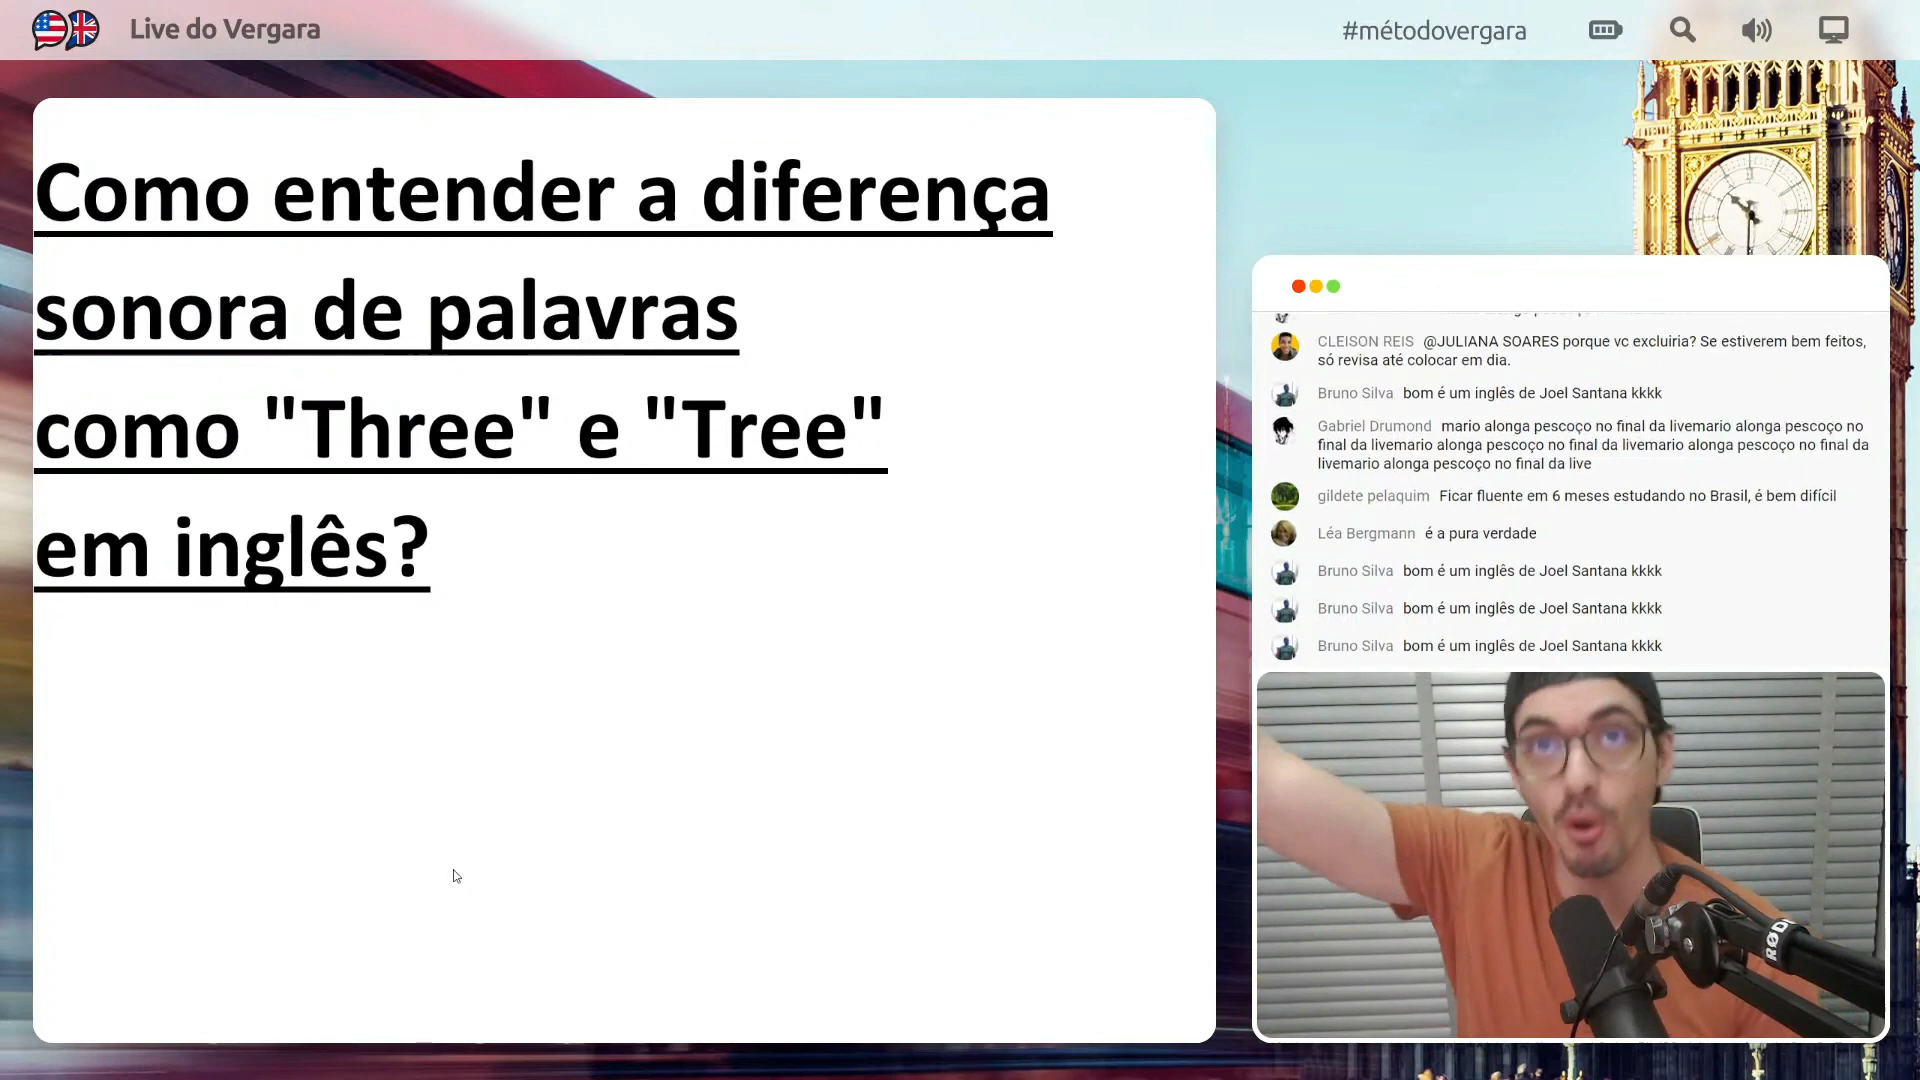 Live do Vergara
#métodovergara
Como entender a diferença
sonora de palavras
como "Three" e "Tree"
em inglês?
CLEISON REIS @JULIANA SOARES porque vc excluiria? Se estiverem bem feitos,
só revisa até colocar em dia.
Bruno Silva bom é um inglês de Joel Santana kkkk
Gabriel Drumond mario alonga pescoço no final da livemario alonga pescoço no
final da livemario alonga pescoço no final da livemario alonga pescoço no final da
livemario alonga pescoço no final da live
gildete pelaquim Ficar fluente em 6 meses estudando no Brasil, é bem difícil
Léa Bergmann é a pura verdade
Bruno Silva bom é um inglês de Joel Santana kkkk
Bruno Silva bom é um inglês de Joel Santana kkkk
Bruno Silva bom é um inglês de Joel Santana kkkk